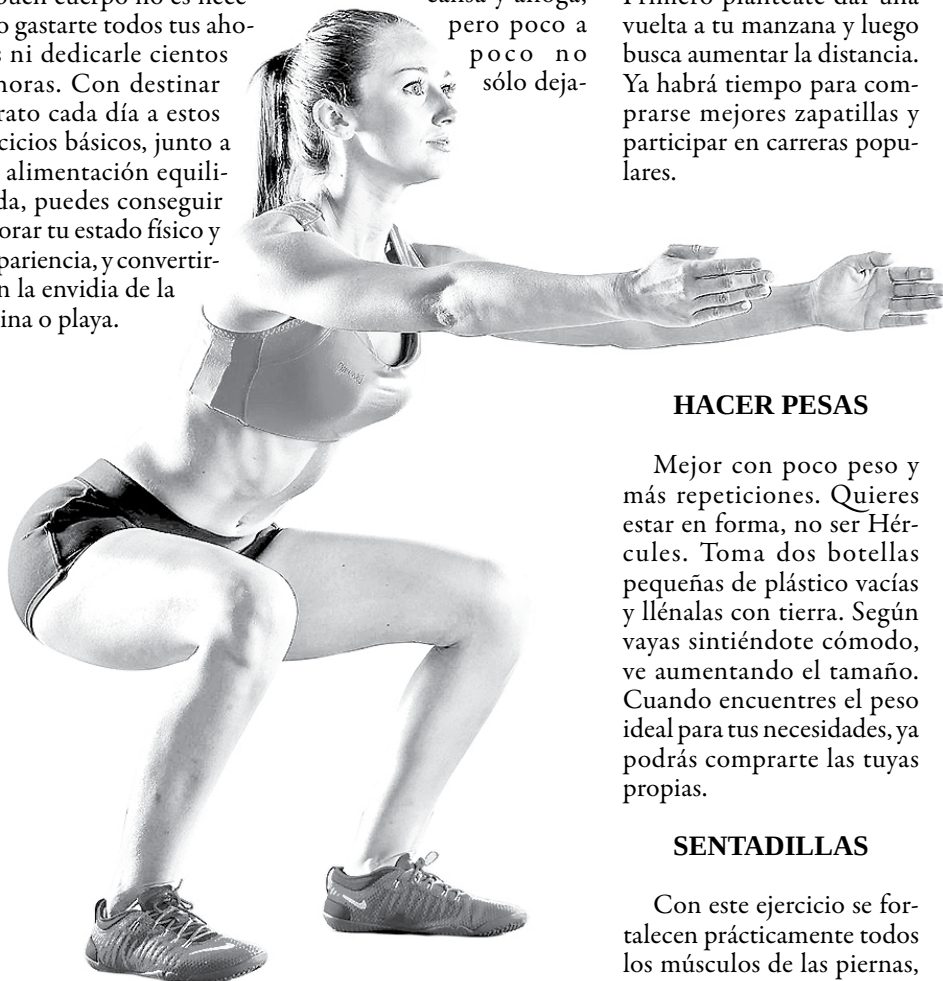 buen cuerpo no es nece-
o gastarte todos tus aho-
s ni dedicarle cientos
horas. Con destinar
rato cada día a estos
cicios básicos, junto a
alimentación equili-
da, puedes conseguir
orar tu estado físico y
pariencia, y convertir-
n la envidia de la
ina o playa.
cansa y ahoga,
pero poco a
poco no
sólo deja-
Primero plantéate dar una
vuelta a tu manzana y luego
busca aumentar la distancia.
Ya habrá tiempo para com-
prarse mejores zapatillas y
participar en carreras popu-
lares.
HACER PESAS
Mejor con poco peso y
más repeticiones. Quieres
estar en forma, no ser Hér-
cules. Toma dos botellas
pequeñas de plástico vacías
y llénalas con tierra. Según
vayas sintiéndote cómodo,
ve aumentando el tamaño.
Cuando encuentres el peso
ideal para tus necesidades, ya
podrás comprarte las tuyas
propias.
SENTADILLAS
Con este ejercicio se for-
talecen prácticamente todos
los músculos de las piernas,